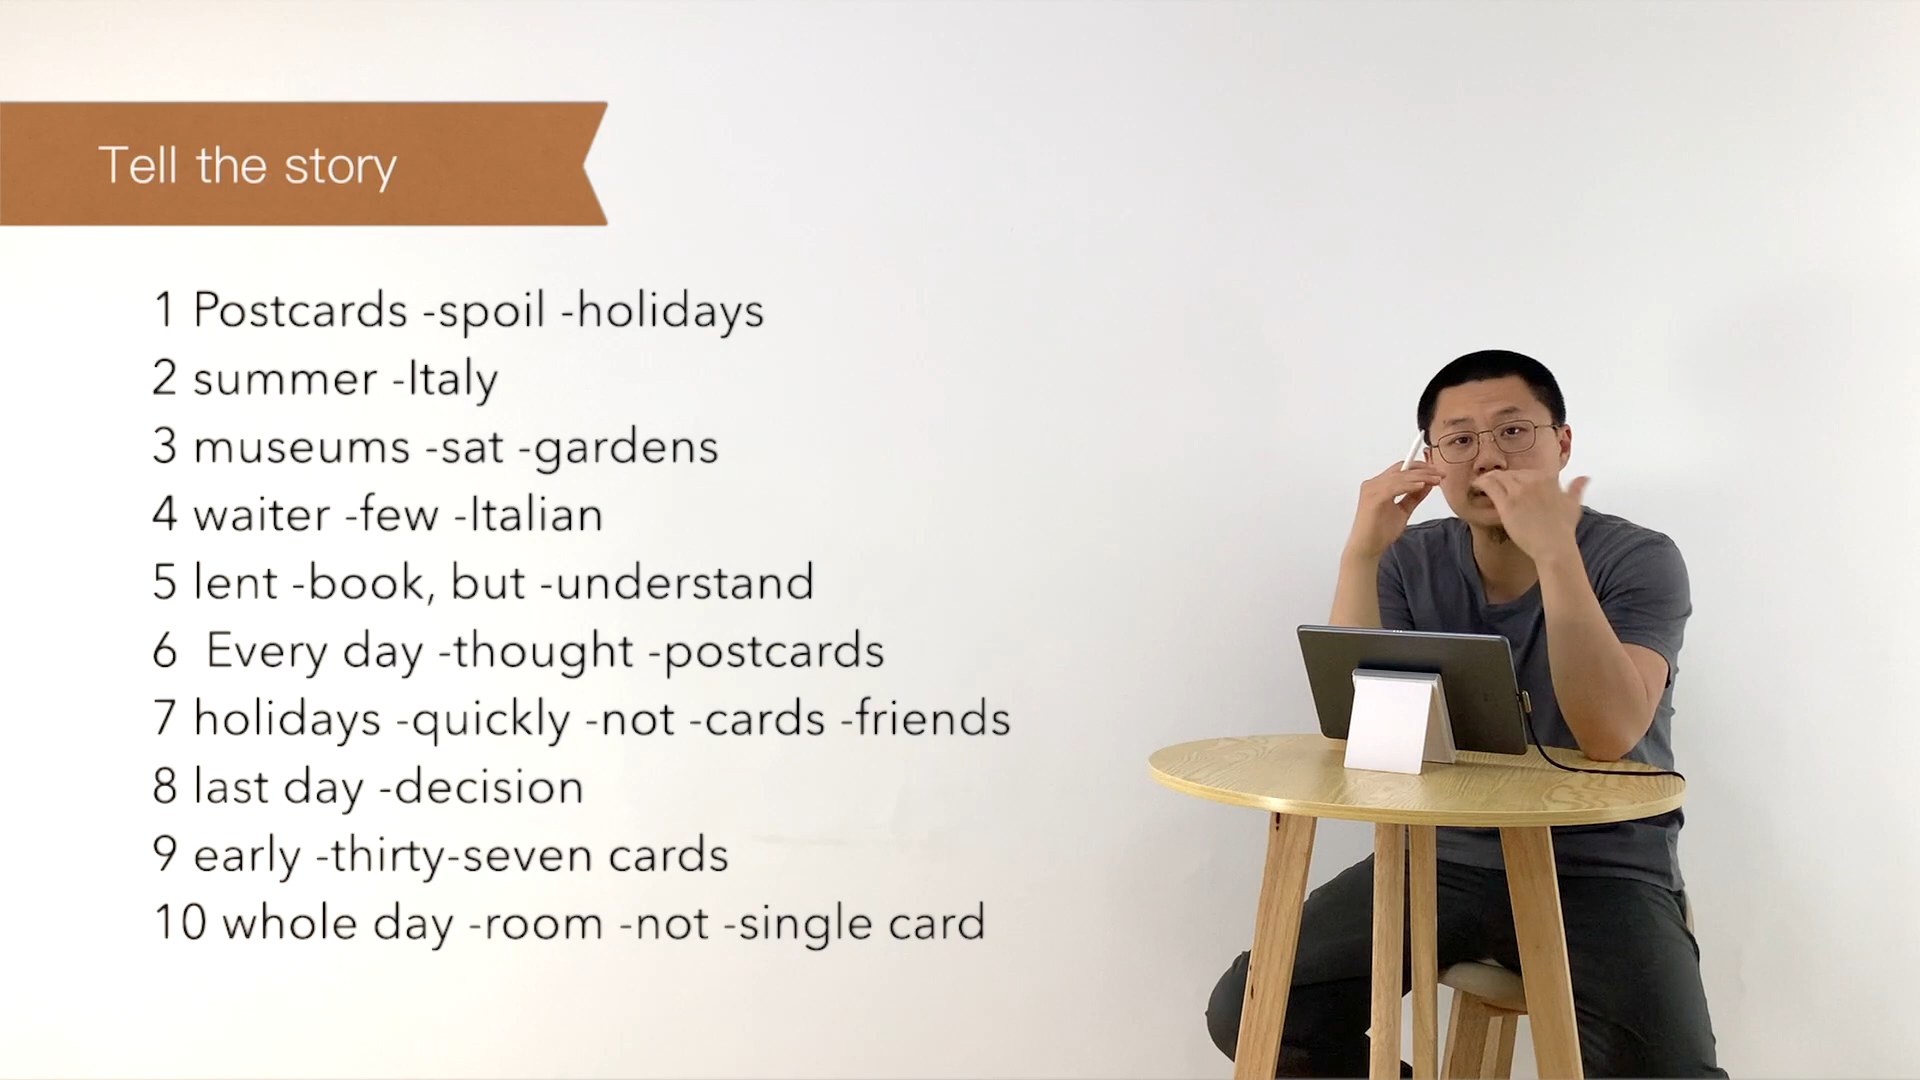 Tell the story
1 Postcards -spoil -holidays
2 summer -Italy
3 museums -sat -gardens
4 waiter -few -Italian
5 lent -book, but -understand
6 Every day -thought -postcards
7 holidays -quickly -not -cards -friends
8 last day -decision
9 early -thirty-seven cards
10 whole day -room -not -single card